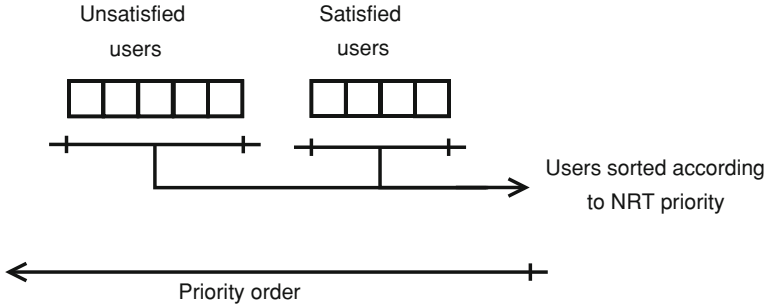 Unsatisfied
users
Satisfied
users
Users sorted according
to NRT priority
Priority order